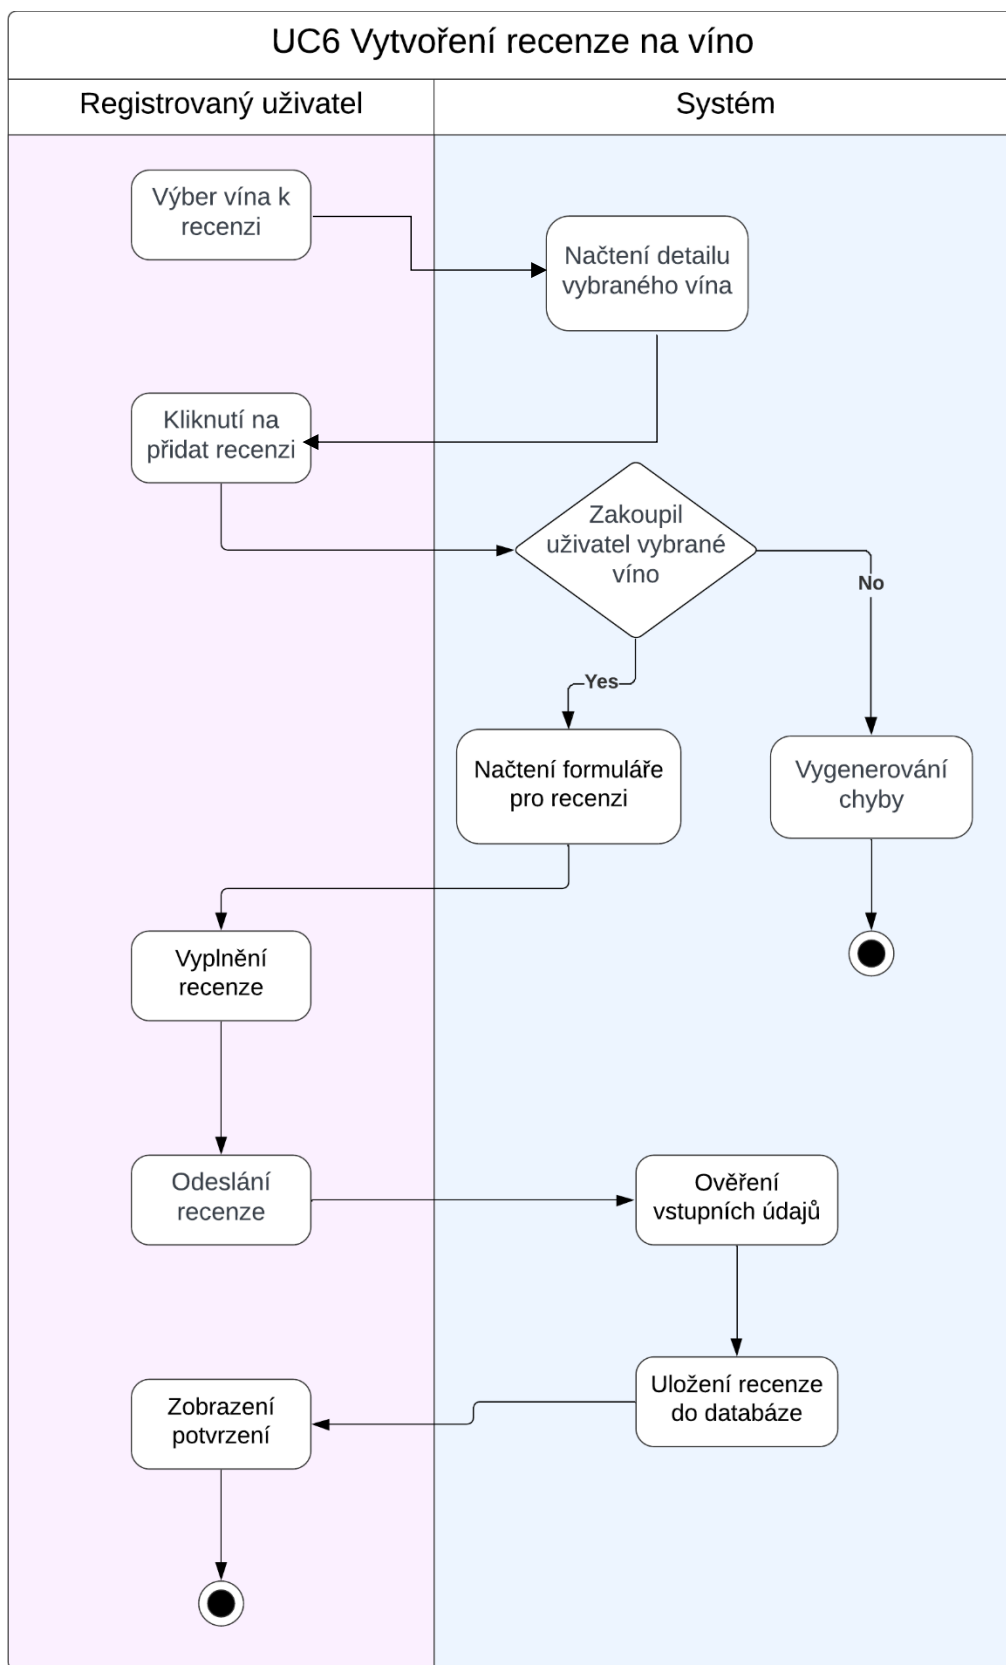 UC6 Vytvoření recenze na víno
Registrovaný uživatel
Systém
Výber vína k
recenzi
Načtení detailu
vybraného vína
Kliknutí na
přidat recenzi
Zakoupil
uživatel vybrané
víno
No
Yes
Načtení formuláře
pro recenzi
Vygenerování
chyby
Vyplnění
recenze
Odeslání
recenze
Ověření
vstupních údajů
Uložení recenze
do databáze
Zobrazení
potvrzení